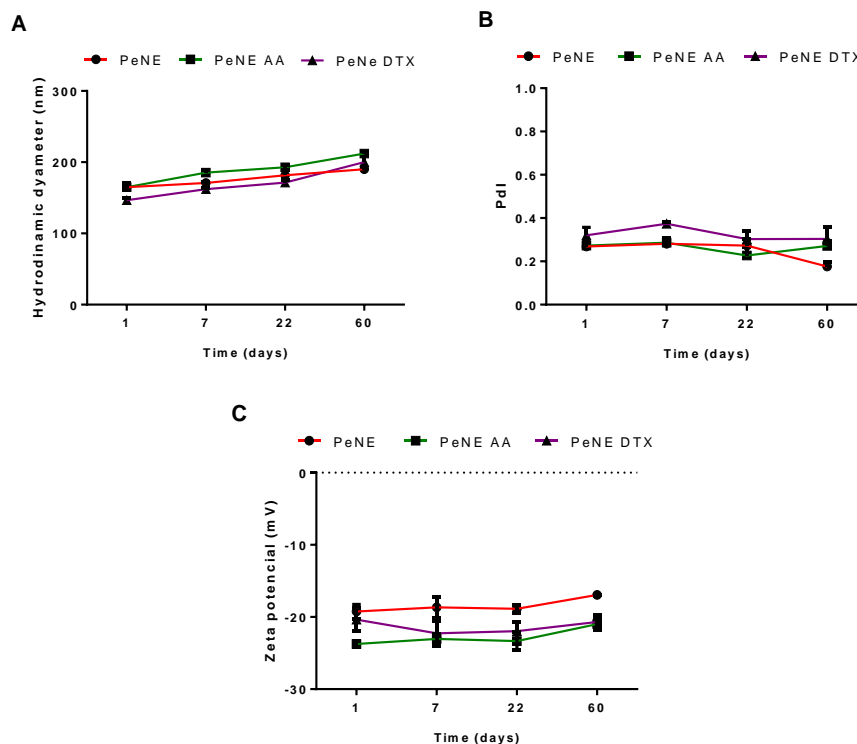 A
PeNE PeNE AA PeNe DTX
Hydrodinamic dyameter (nm)
300
200
100
0
1 7 22 60
Time (days)
B
PeNE PeNE AA PeNE DTX
PdI
1.0
0.8
0.6
0.4
0.2
0.0
1 7 22 60
Time (days)
C
PeNE PeNE AA PeNE DTX
Zeta potencial (mV)
0
-10
-20
-30
1 7 22 60
Time (days)